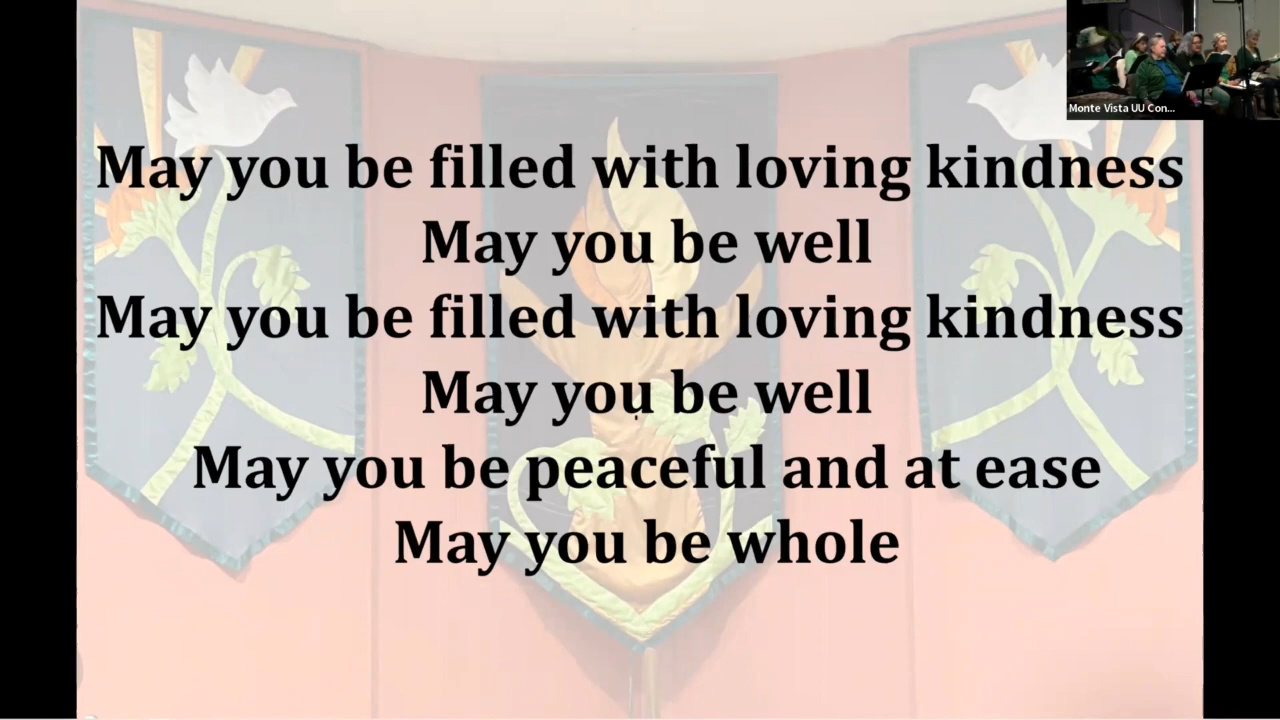 Monte Vista UU Con...
May you be filled with loving kindness
May you be well
May you be filled with loving kindness
May you be well
May you be peaceful and at ease
May you be whole